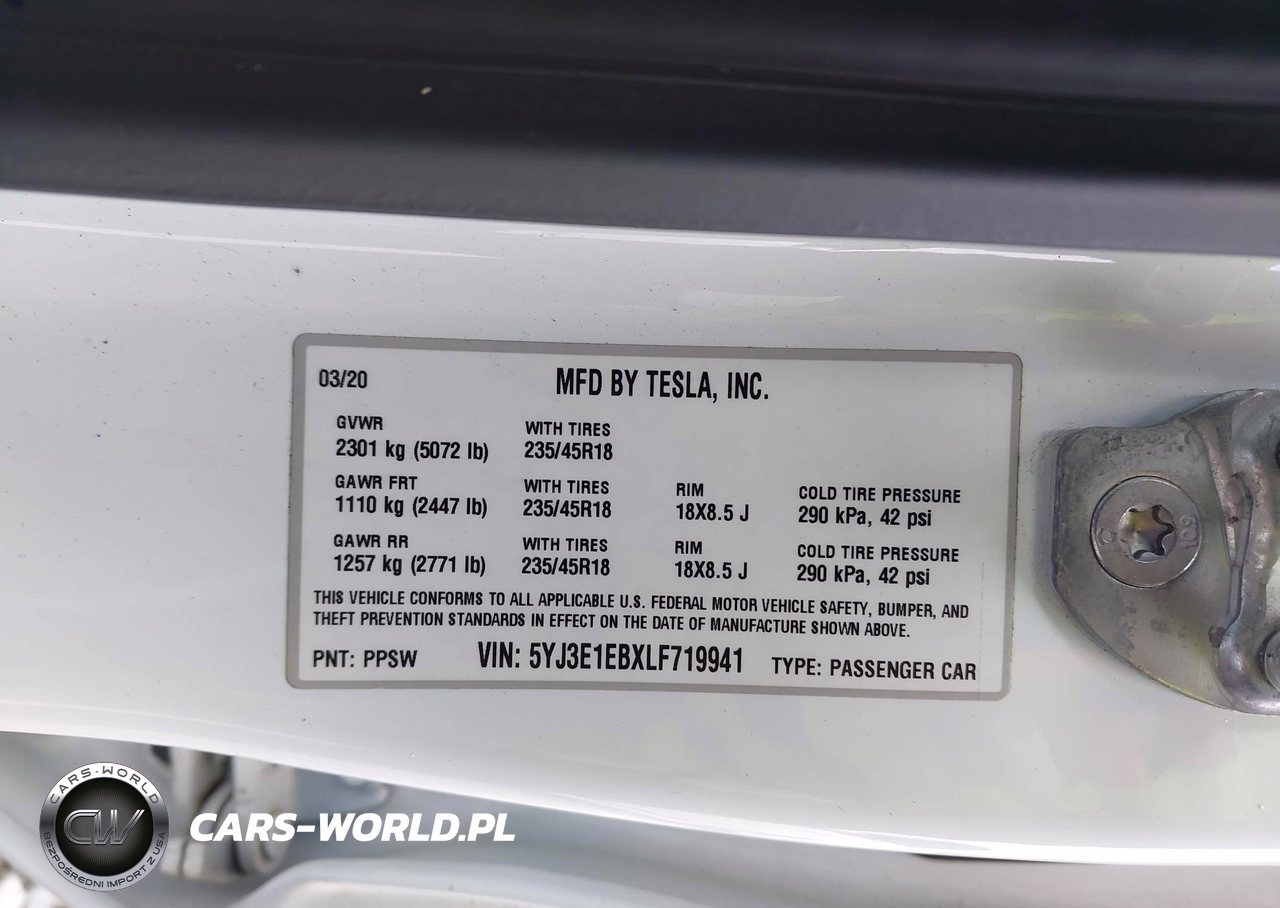 03/20 MFD BY TESLA, INC.
GVWR WITH TIRES
2301 kg (5072 lb) 235/45R18
GAWR FRT WITH TIRES RIM COLD TIRE PRESSURE
1110 kg (2447 lb) 235/45R18 18X8.5 J 290 kPa, 42 psi
GAWR RR WITH TIRES RIM COLD TIRE PRESSURE
1257 kg (2771 lb) 235/45R18 18X8.5 J 290 kPa, 42 psi
THIS VEHICLE CONFORMS TO ALL APPLICABLE U.S. FEDERAL MOTOR VEHICLE SAFETY, BUMPER, AND
THEFT PREVENTION STANDARDS IN EFFECT ON THE DATE OF MANUFACTURE SHOWN ABOVE.
PNT: PPSW VIN: 5YJ3E1EBXLF719941 TYPE: PASSENGER CAR
CARS-WORLD
CW
BEZPOŚREDNI IMPORT Z USA
CARS-WORLD.PL